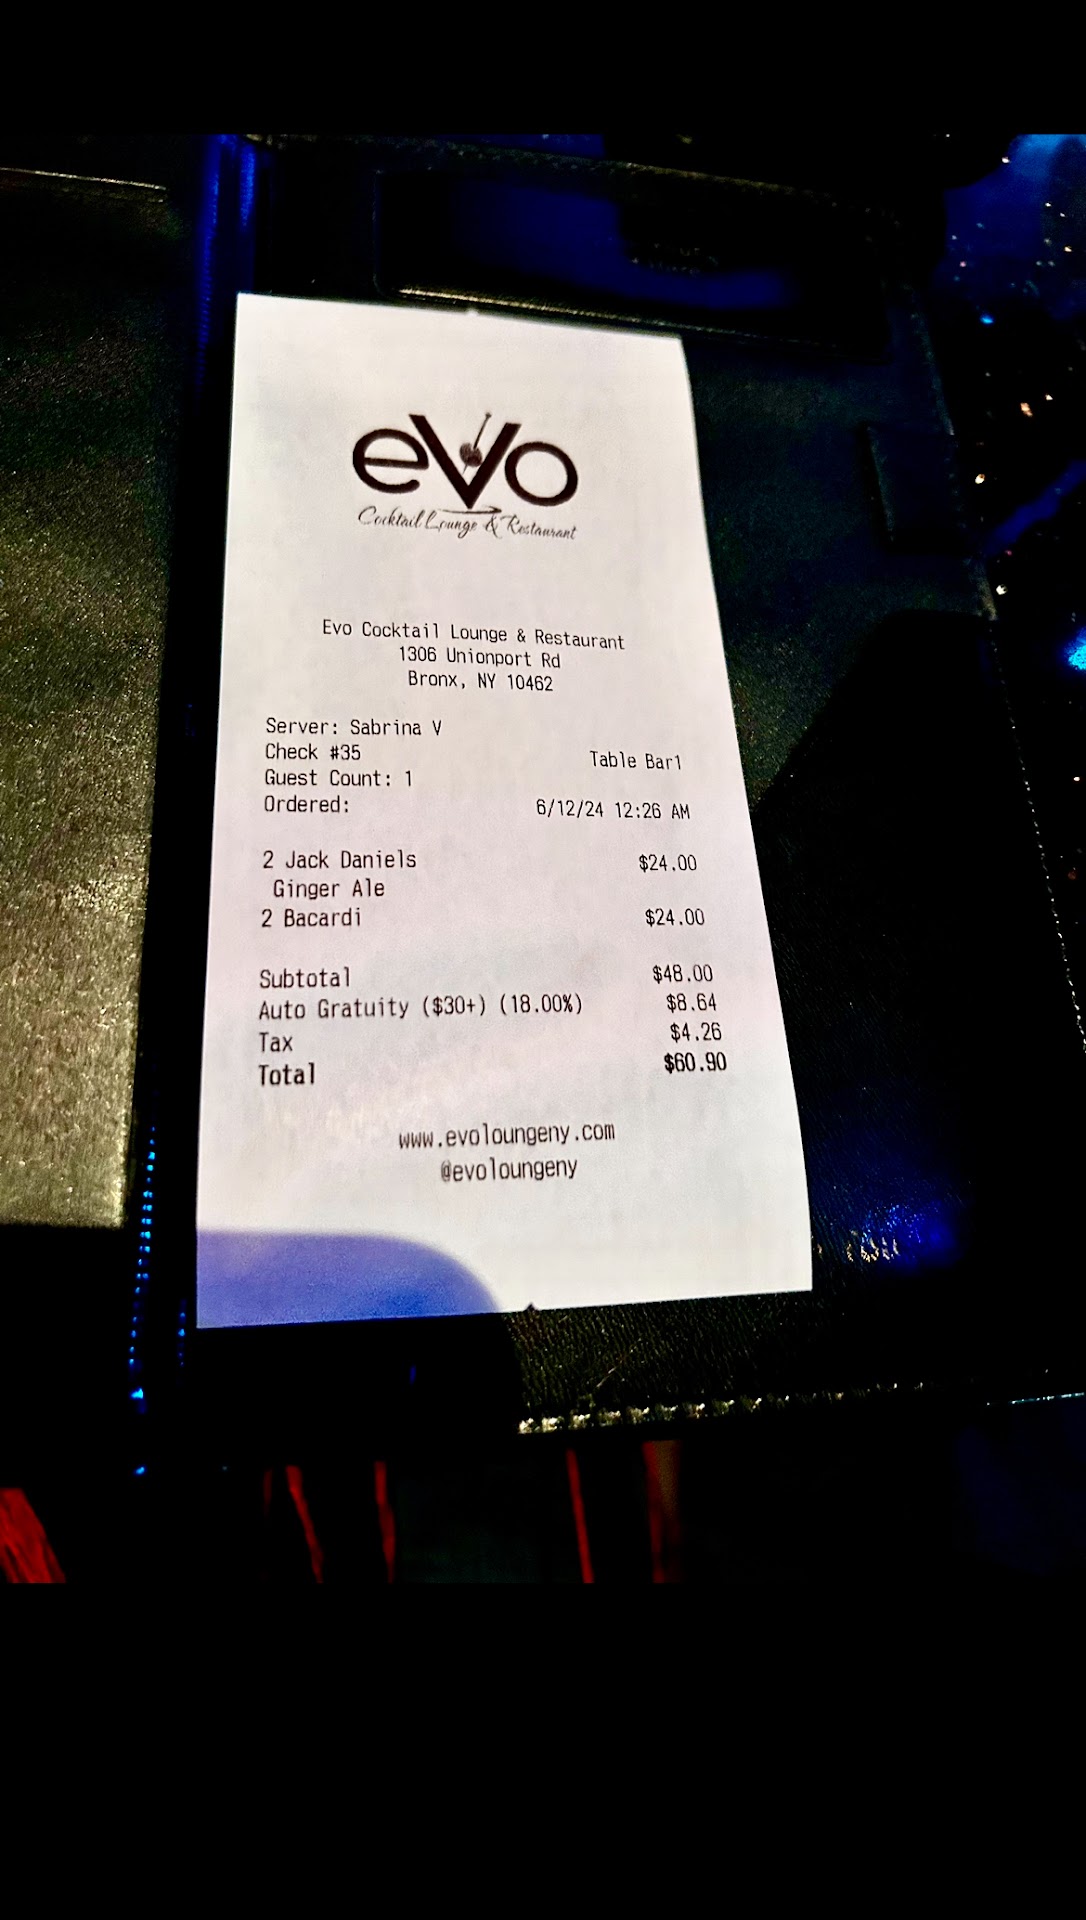 evo
Cocktail Lounge & Restaurant
Evo Cocktail Lounge & Restaurant
1306 Unionport Rd
Bronx, NY 10462
Server: Sabrina V
Check #35 Table Bar1
Guest Count: 1
Ordered: 6/12/24 12:26 AM
2 Jack Daniels $24.00
Ginger Ale
2 Bacardi $24.00
Subtotal $48.00
Auto Gratuity ($30+) (18.00%) $8.64
Tax $4.26
Total $60.90
www.evoloungeny.com
@evoloungeny